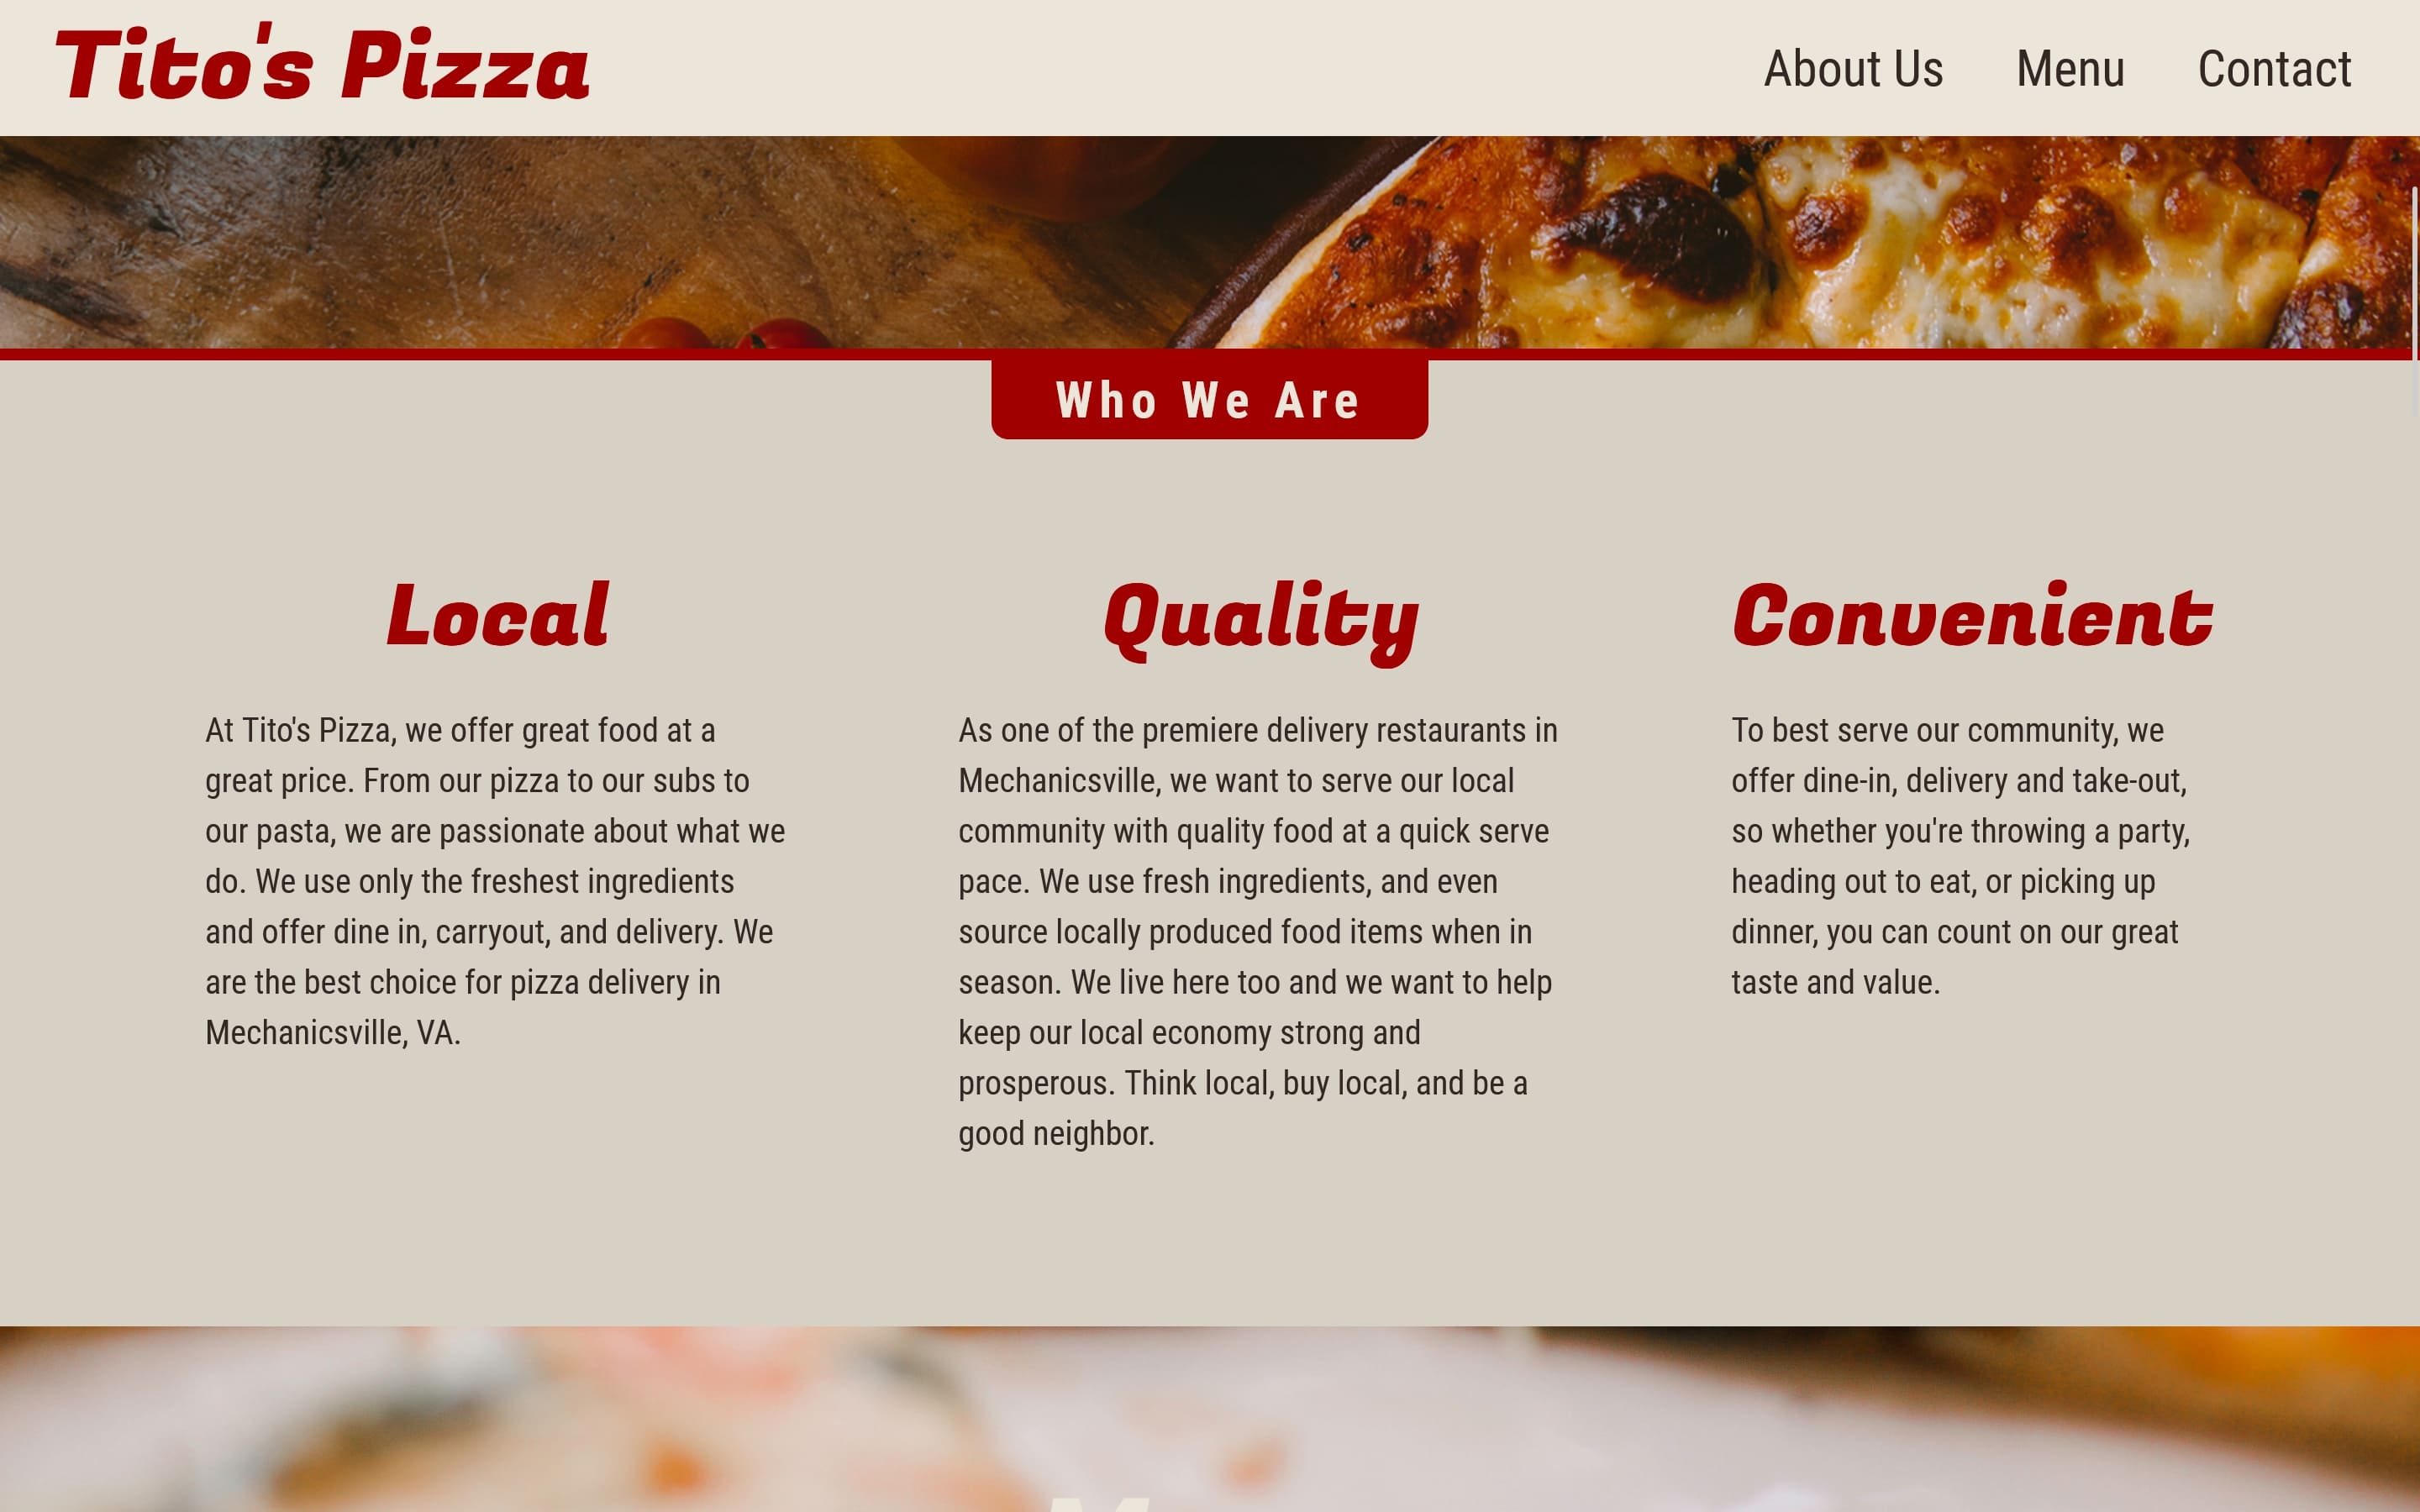 Tito's Pizza
About Us Menu Contact
Who We Are
Local
At Tito's Pizza, we offer great food at a
great price. From our pizza to our subs to
our pasta, we are passionate about what we
do. We use only the freshest ingredients
and offer dine in, carryout, and delivery. We
are the best choice for pizza delivery in
Mechanicsville, VA.
Quality
As one of the premiere delivery restaurants in
Mechanicsville, we want to serve our local
community with quality food at a quick serve
pace. We use fresh ingredients, and even
source locally produced food items when in
season. We live here too and we want to help
keep our local economy strong and
prosperous. Think local, buy local, and be a
good neighbor.
Convenient
To best serve our community, we
offer dine-in, delivery and take-out,
so whether you're throwing a party,
heading out to eat, or picking up
dinner, you can count on our great
taste and value.